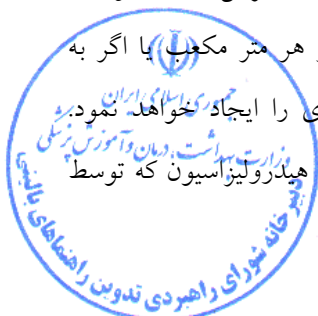 هر متر مکعب یا اگر به
ی را ایجاد خواهد نمود.
هیدرولیزاسیون که توسط
جمهوری اسلامی ایران
وزارت بهداشت، درمان و آموزش پزشکی
دبیرخانه شورای راهبردی تدوین راهنماهای بالینی